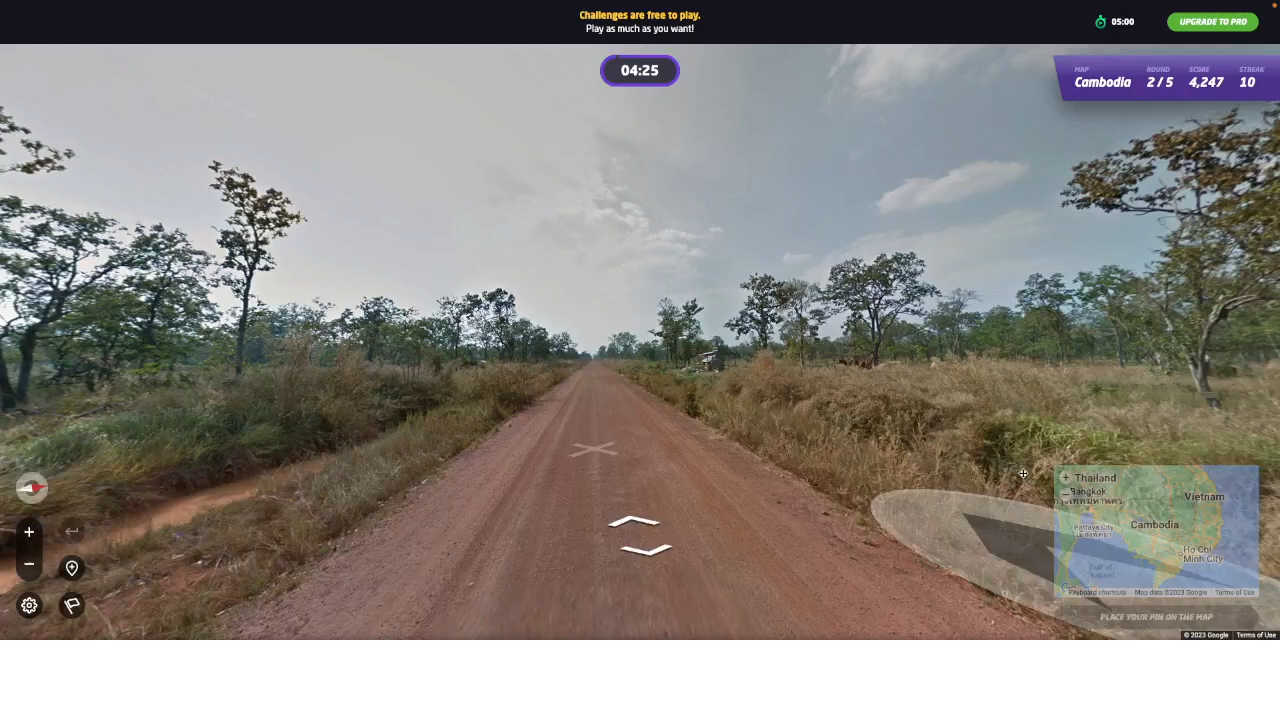 Challenges are free to play.
Play as much as you want!
05:00
UPGRADE TO PRO
04:25
MAP ROUND SCORE STREAK
Cambodia 2 / 5 4,247 10
Thailand
Bangkok
Vietnam
Cambodia
Pattaya City
Ho Chi
Minh City
Gulf of
Thailand
Keyboard shortcuts Map data ©2023 Google Terms of Use
PLACE YOUR PIN ON THE MAP
© 2023 Google Terms of Use